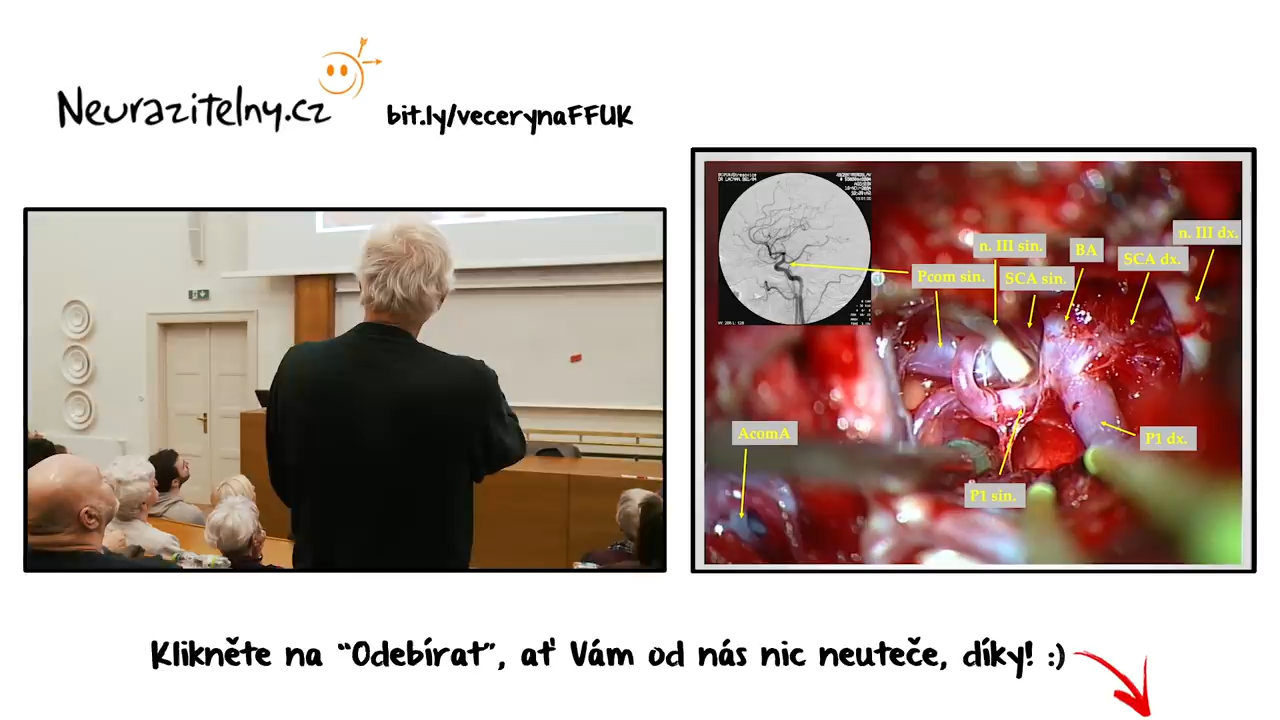 Neurazitelny.cz
bit.ly/vecerynaFFUK
n. III sin.
BA
n. III dx.
SCA dx.
Pcom sin.
SCA sin.
AcomA
P1 dx.
P1 sin.
Klikněte na “Odebírat”, ať Vám od nás nic neuteče, díky! :)